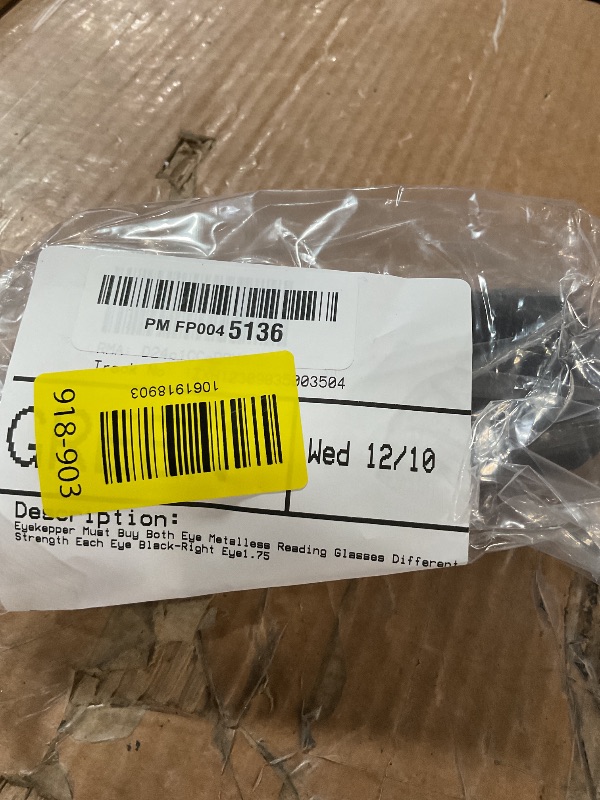 PM FP004 5136
003504
1061918903
918-903
Wed 12/10
Description:
Eyekepper Must Buy Both Eye Metalless Reading Glasses Different
Strength Each Eye Black-Right Eye1.75